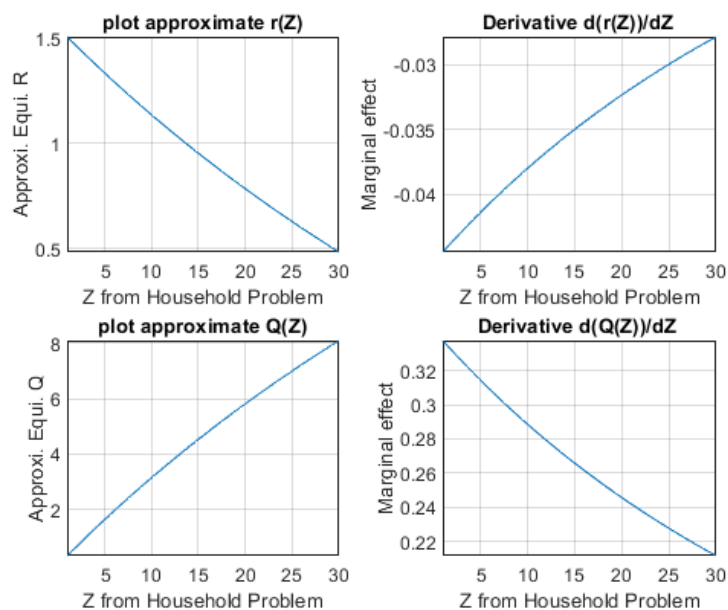 plot approximate r(Z)
Approxi. Equi. R
1.5
1
0.5
5 10 15 20 25 30
Z from Household Problem
Derivative d(r(Z))/dZ
Marginal effect
-0.03
-0.035
-0.04
5 10 15 20 25 30
Z from Household Problem
plot approximate Q(Z)
Approxi. Equi. Q
8
6
4
2
5 10 15 20 25 30
Z from Household Problem
Derivative d(Q(Z))/dZ
Marginal effect
0.32
0.3
0.28
0.26
0.24
0.22
5 10 15 20 25 30
Z from Household Problem